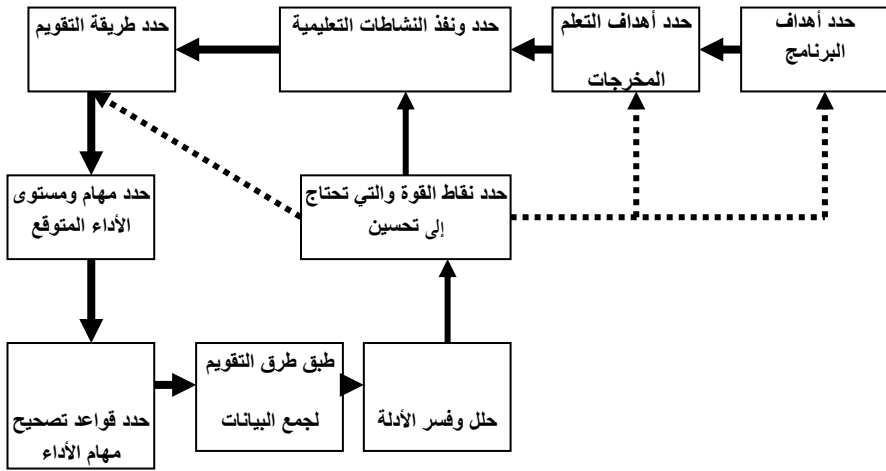 حدد أهداف
البرنامج
حدد أهداف التعلم
المخرجات
حدد ونفذ النشاطات التعليمية
حدد طريقة التقويم
حدد مهام ومستوى
الأداء المتوقع
حدد نقاط القوة والتي تحتاج
إلى تحسين
حدد قواعد تصحيح
مهام الأداء
طبق طرق التقويم
لجمع البيانات
حلل وفسر الأدلة